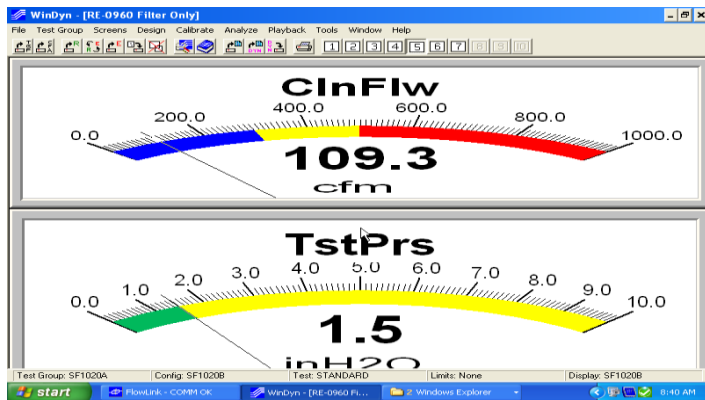 WinDyn - [RE-0960 Filter Only]
File Test Group Screens Design Calibrate Analyze Playback Tools Window Help
1 2 3 4 5 6 7 8 9 10
ClnFlw
0.0 200.0 400.0 600.0 800.0 1000.0
109.3
cfm
TstPrs
0.0 1.0 2.0 3.0 4.0 5.0 6.0 7.0 8.0 9.0 10.0
1.5
inH2O
Test Group: SF1020A Config: SF1020B Test: STANDARD Limits: None Display: SF1020B
start FlowLink - COMM OK WinDyn - [RE-0960 Fi... 2 Windows Explorer 8:40 AM